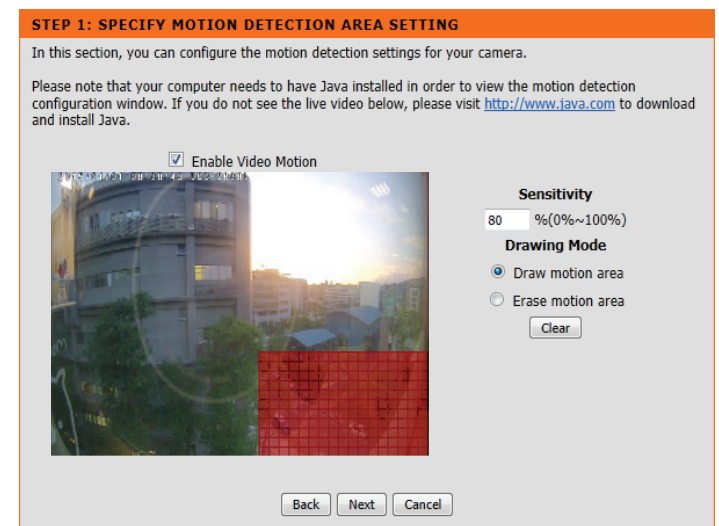 STEP 1: SPECIFY MOTION DETECTION AREA SETTING
In this section, you can configure the motion detection settings for your camera.
Please note that your computer needs to have Java installed in order to view the motion detection
configuration window. If you do not see the live video below, please visit http://www.java.com to download
and install Java.
Enable Video Motion
Sensitivity
80 %(0%~100%)
Drawing Mode
Draw motion area
Erase motion area
Clear
Back Next Cancel